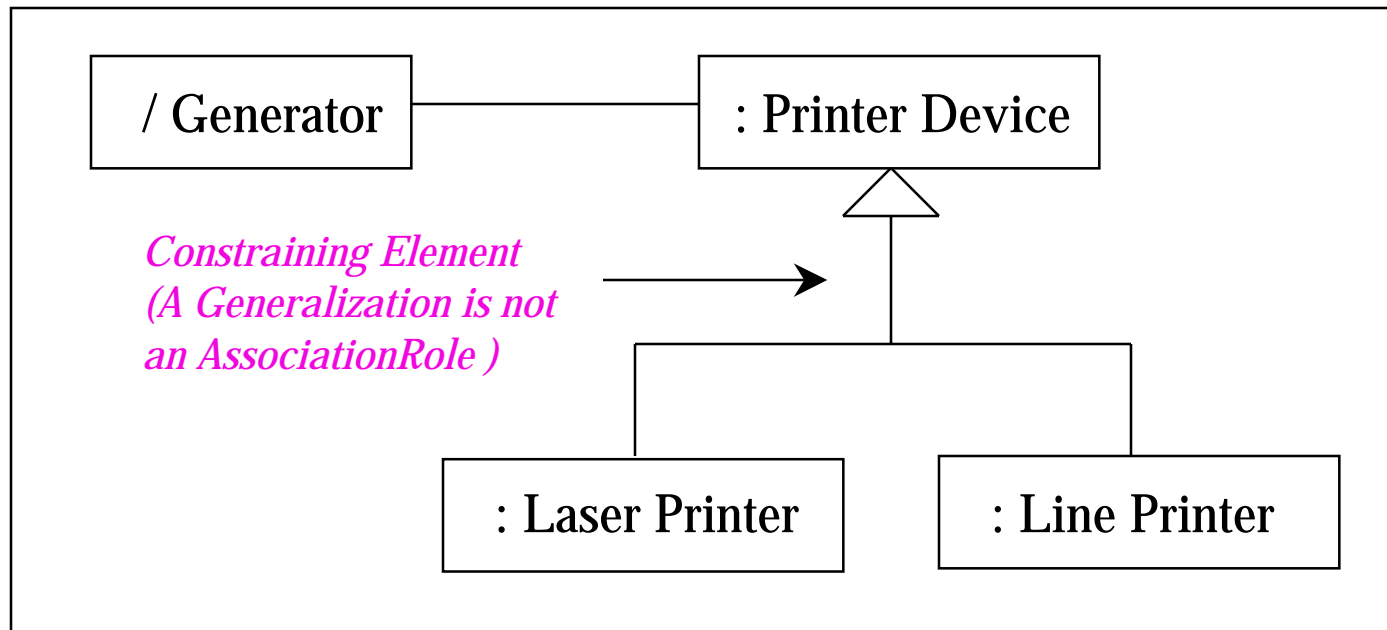 / Generator
: Printer Device
Constraining Element
(A Generalization is not
an AssociationRole )
: Laser Printer
: Line Printer